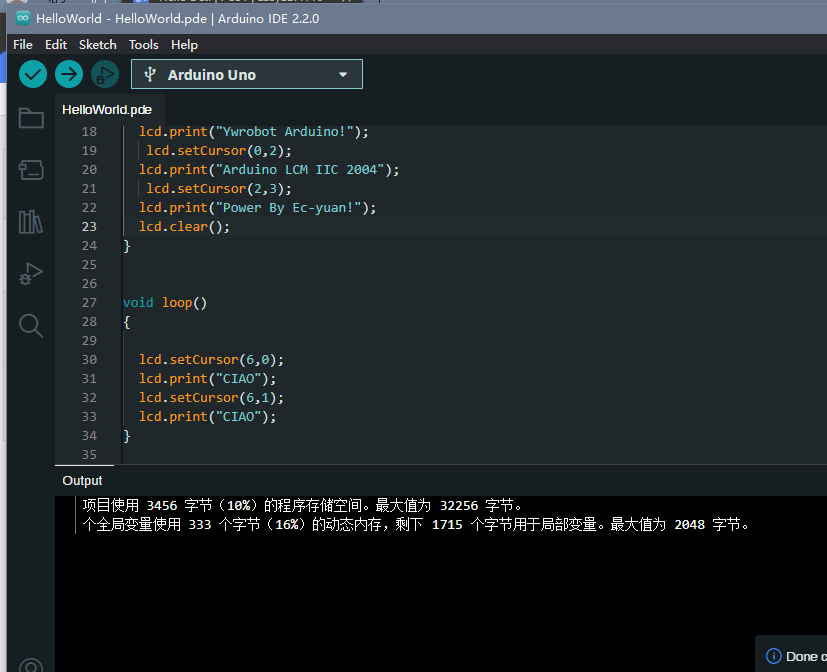 HelloWorld - HelloWorld.pde | Arduino IDE 2.2.0
File Edit Sketch Tools Help
Arduino Uno
HelloWorld.pde
18 lcd.print("Ywrobot Arduino!");
19 lcd.setCursor(0,2);
20 lcd.print("Arduino LCM IIC 2004");
21 lcd.setCursor(2,3);
22 lcd.print("Power By Ec-yuan!");
23 lcd.clear();
24 }
25
26
27 void loop()
28 {
29
30 lcd.setCursor(6,0);
31 lcd.print("CIAO");
32 lcd.setCursor(6,1);
33 lcd.print("CIAO");
34 }
35
Output
项目使用 3456 字节（10%）的程序存储空间。最大值为 32256 字节。
个全局变量使用 333 个字节（16%）的动态内存，剩下 1715 个字节用于局部变量。最大值为 2048 字节。
Done